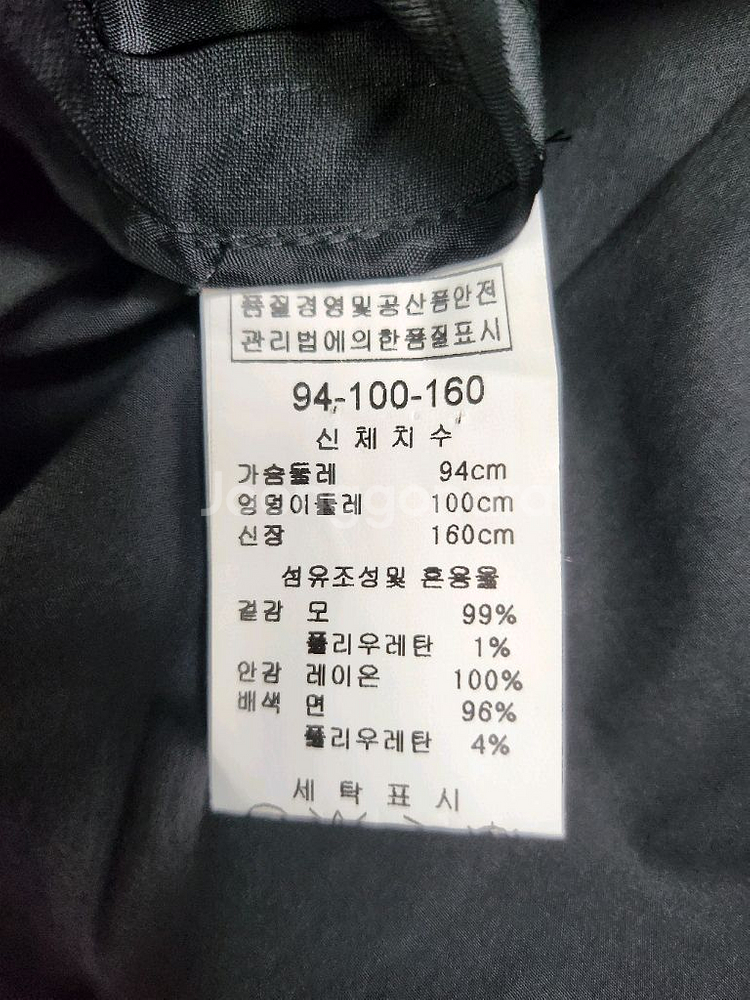 품질경영및공산품안전
관리법에의한품질표시
94-100-160
신 체 치 수
가슴둘레 94cm
엉덩이둘레 100cm
신장 160cm
섬유조성및 혼용율
겉감 모 99%
폴리우레탄 1%
안감 레이온 100%
배색 면 96%
폴리우레탄 4%
세 탁 표 시